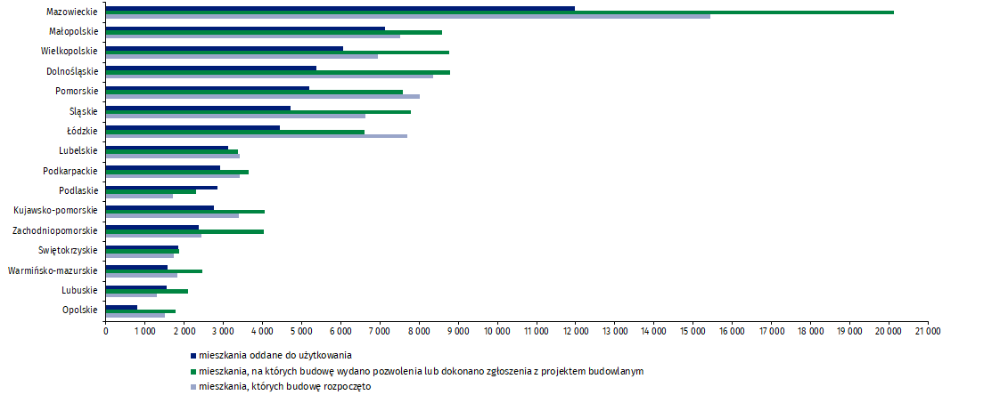 Mazowieckie
Małopolskie
Wielkopolskie
Dolnośląskie
Pomorskie
Śląskie
Łódzkie
Lubelskie
Podkarpackie
Podlaskie
Kujawsko-pomorskie
Zachodniopomorskie
Świętokrzyskie
Warmińsko-mazurskie
Lubuskie
Opolskie
0 1 000 2 000 3 000 4 000 5 000 6 000 7 000 8 000 9 000 10 000 11 000 12 000 13 000 14 000 15 000 16 000 17 000 18 000 19 000 20 000 21 000
mieszkania oddane do użytkowania
mieszkania, na których budowę wydano pozwolenia lub dokonano zgłoszenia z projektem budowlanym
mieszkania, których budowę rozpoczęto